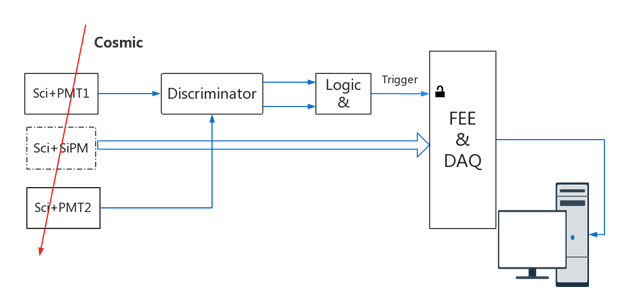 Cosmic
Sci+PMT1
Discriminator
Logic
&
Trigger
Sci+SiPM
FEE
&
DAQ
Sci+PMT2